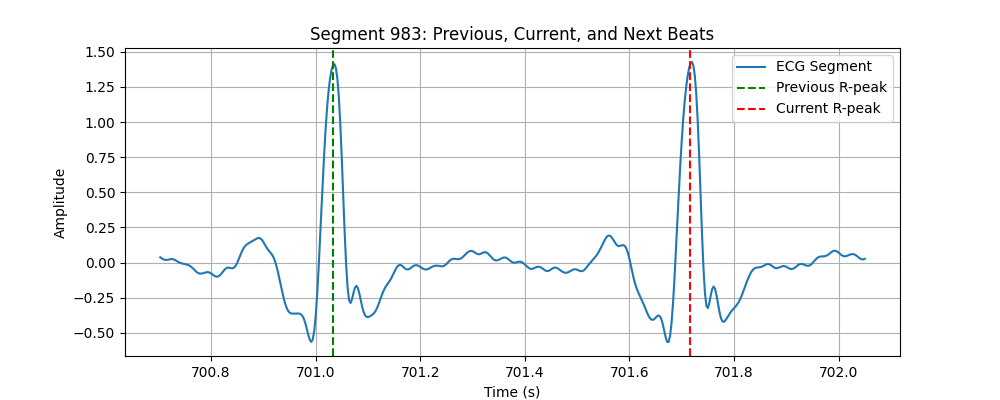 Segment 983: Previous, Current, and Next Beats
1.50
1.25
1.00
0.75
0.50
0.25
0.00
−0.25
−0.50
Amplitude
ECG Segment
Previous R-peak
Current R-peak
700.8
701.0
701.2
701.4
701.6
701.8
702.0
Time (s)